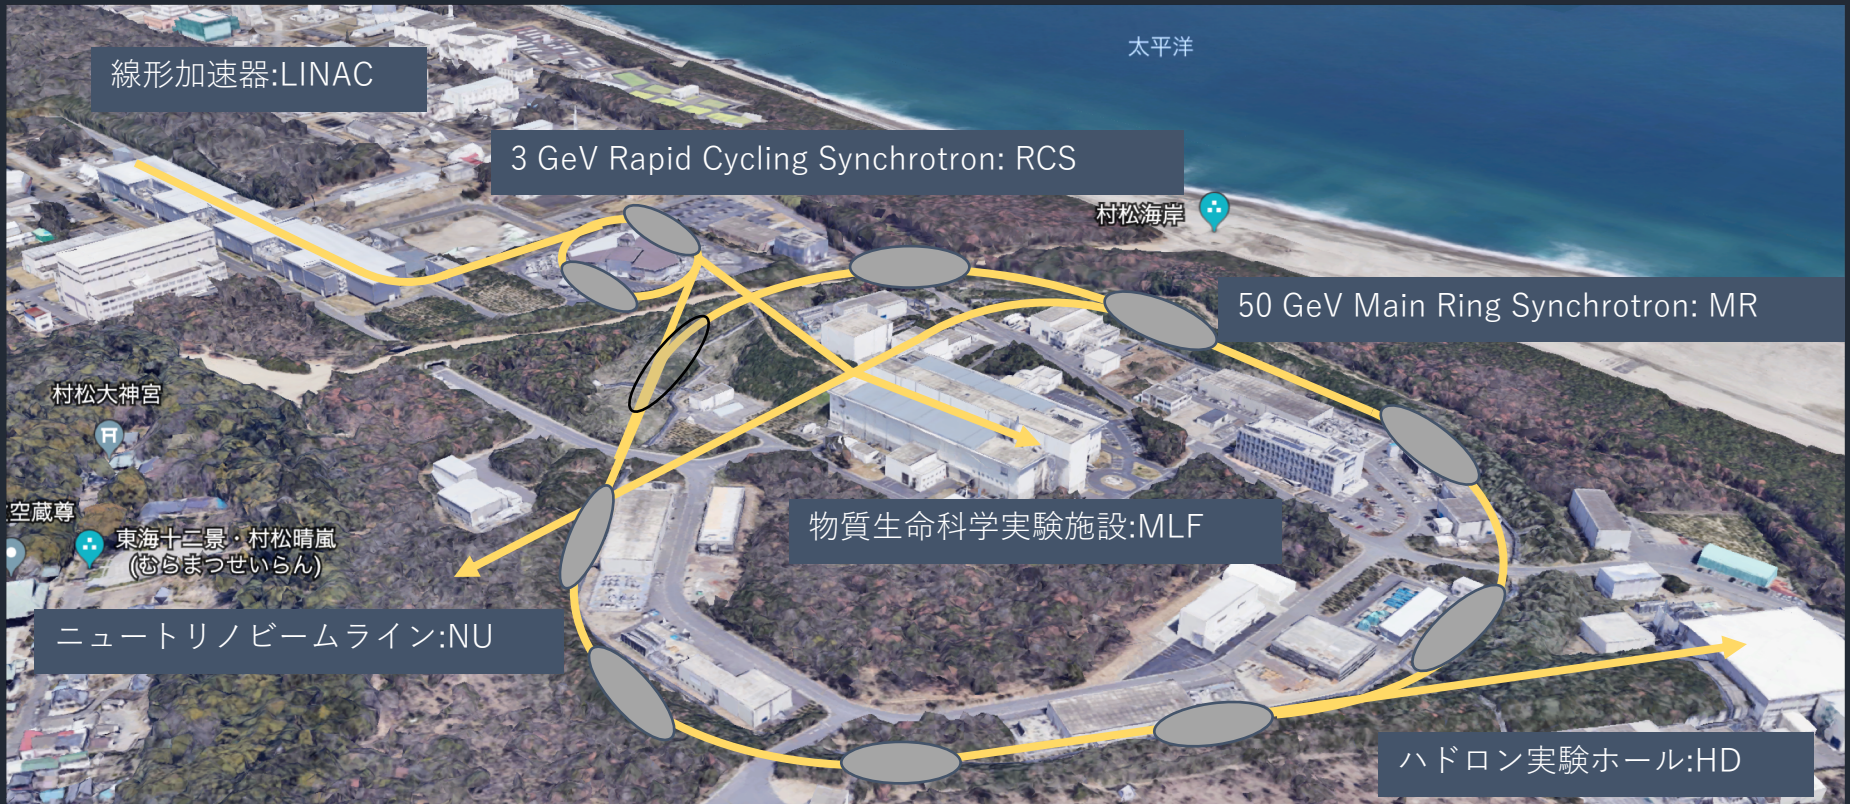 太平洋
線形加速器:LINAC
3 GeV Rapid Cycling Synchrotron: RCS
村松海岸
50 GeV Main Ring Synchrotron: MR
村松大神宮
空蔵尊
東海十二景・村松晴嵐
(むらまつせいらん)
物質生命科学実験施設:MLF
ニュートリノビームライン:NU
ハドロン実験ホール:HD